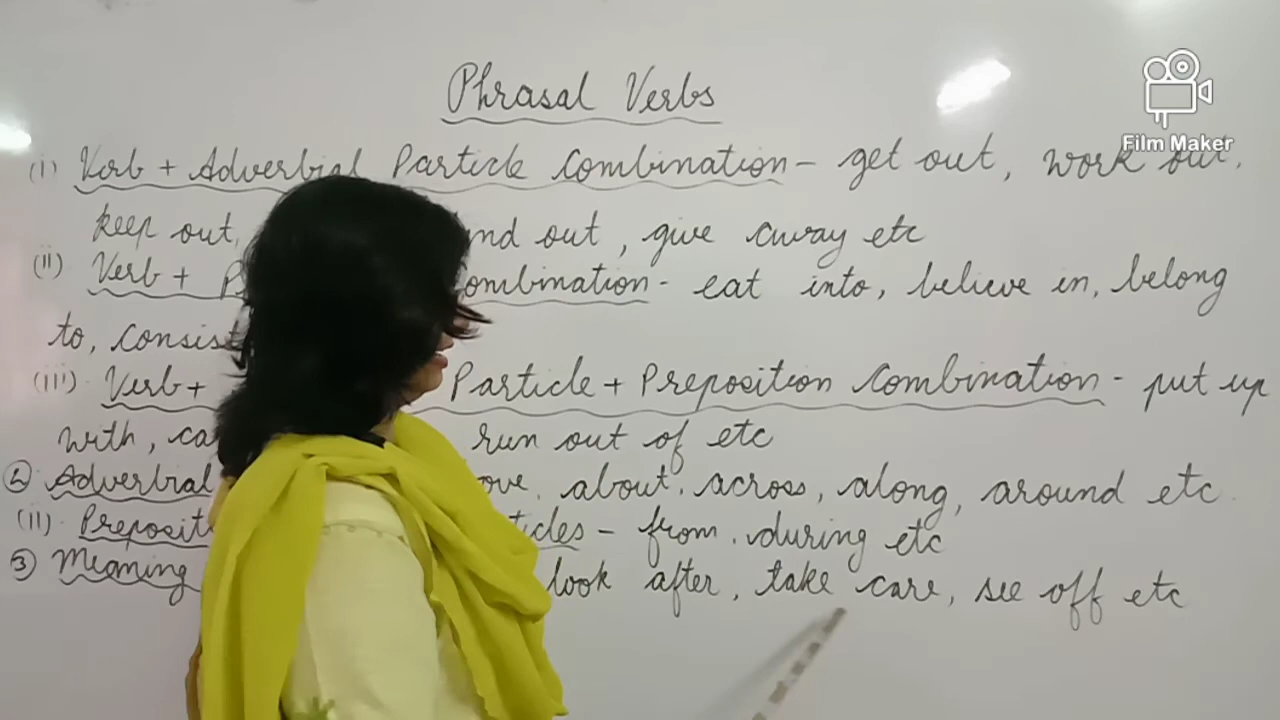 Phrasal Verbs
Film Maker
(i) Verb + Adverbial Particle Combination - get out, work out,
keep out, nd out, give away etc
(ii) Verb + P ombination - eat into, believe in, belong
to, consist
(iii). Verb + Particle + Preposition Combination - put up
with, ca run out of etc
② Adverbial ove, about, across, along, around etc
(ii). Preposit icles - from, during etc
③ Meaning look after, take care, see off etc